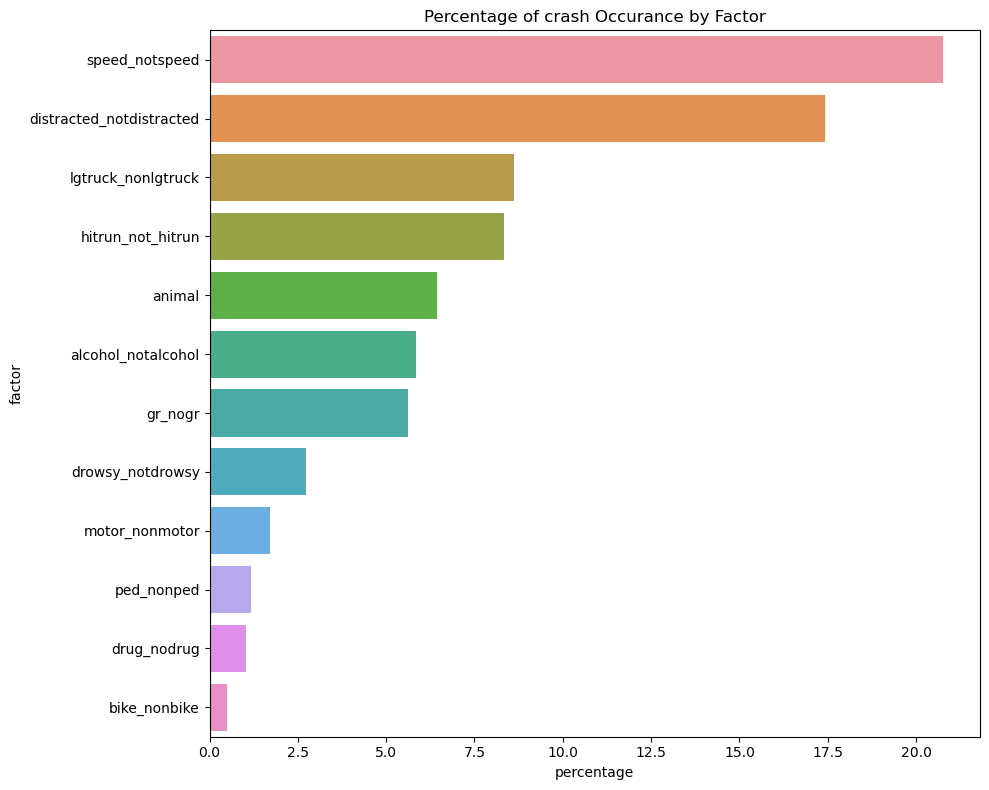 Percentage of crash Occurance by Factor
speed_notspeed
distracted_notdistracted
lgtruck_nonlgtruck
hitrun_not_hitrun
animal
alcohol_notalcohol
gr_nogr
drowsy_notdrowsy
motor_nonmotor
ped_nonped
drug_nodrug
bike_nonbike
factor
0.0 2.5 5.0 7.5 10.0 12.5 15.0 17.5 20.0
percentage